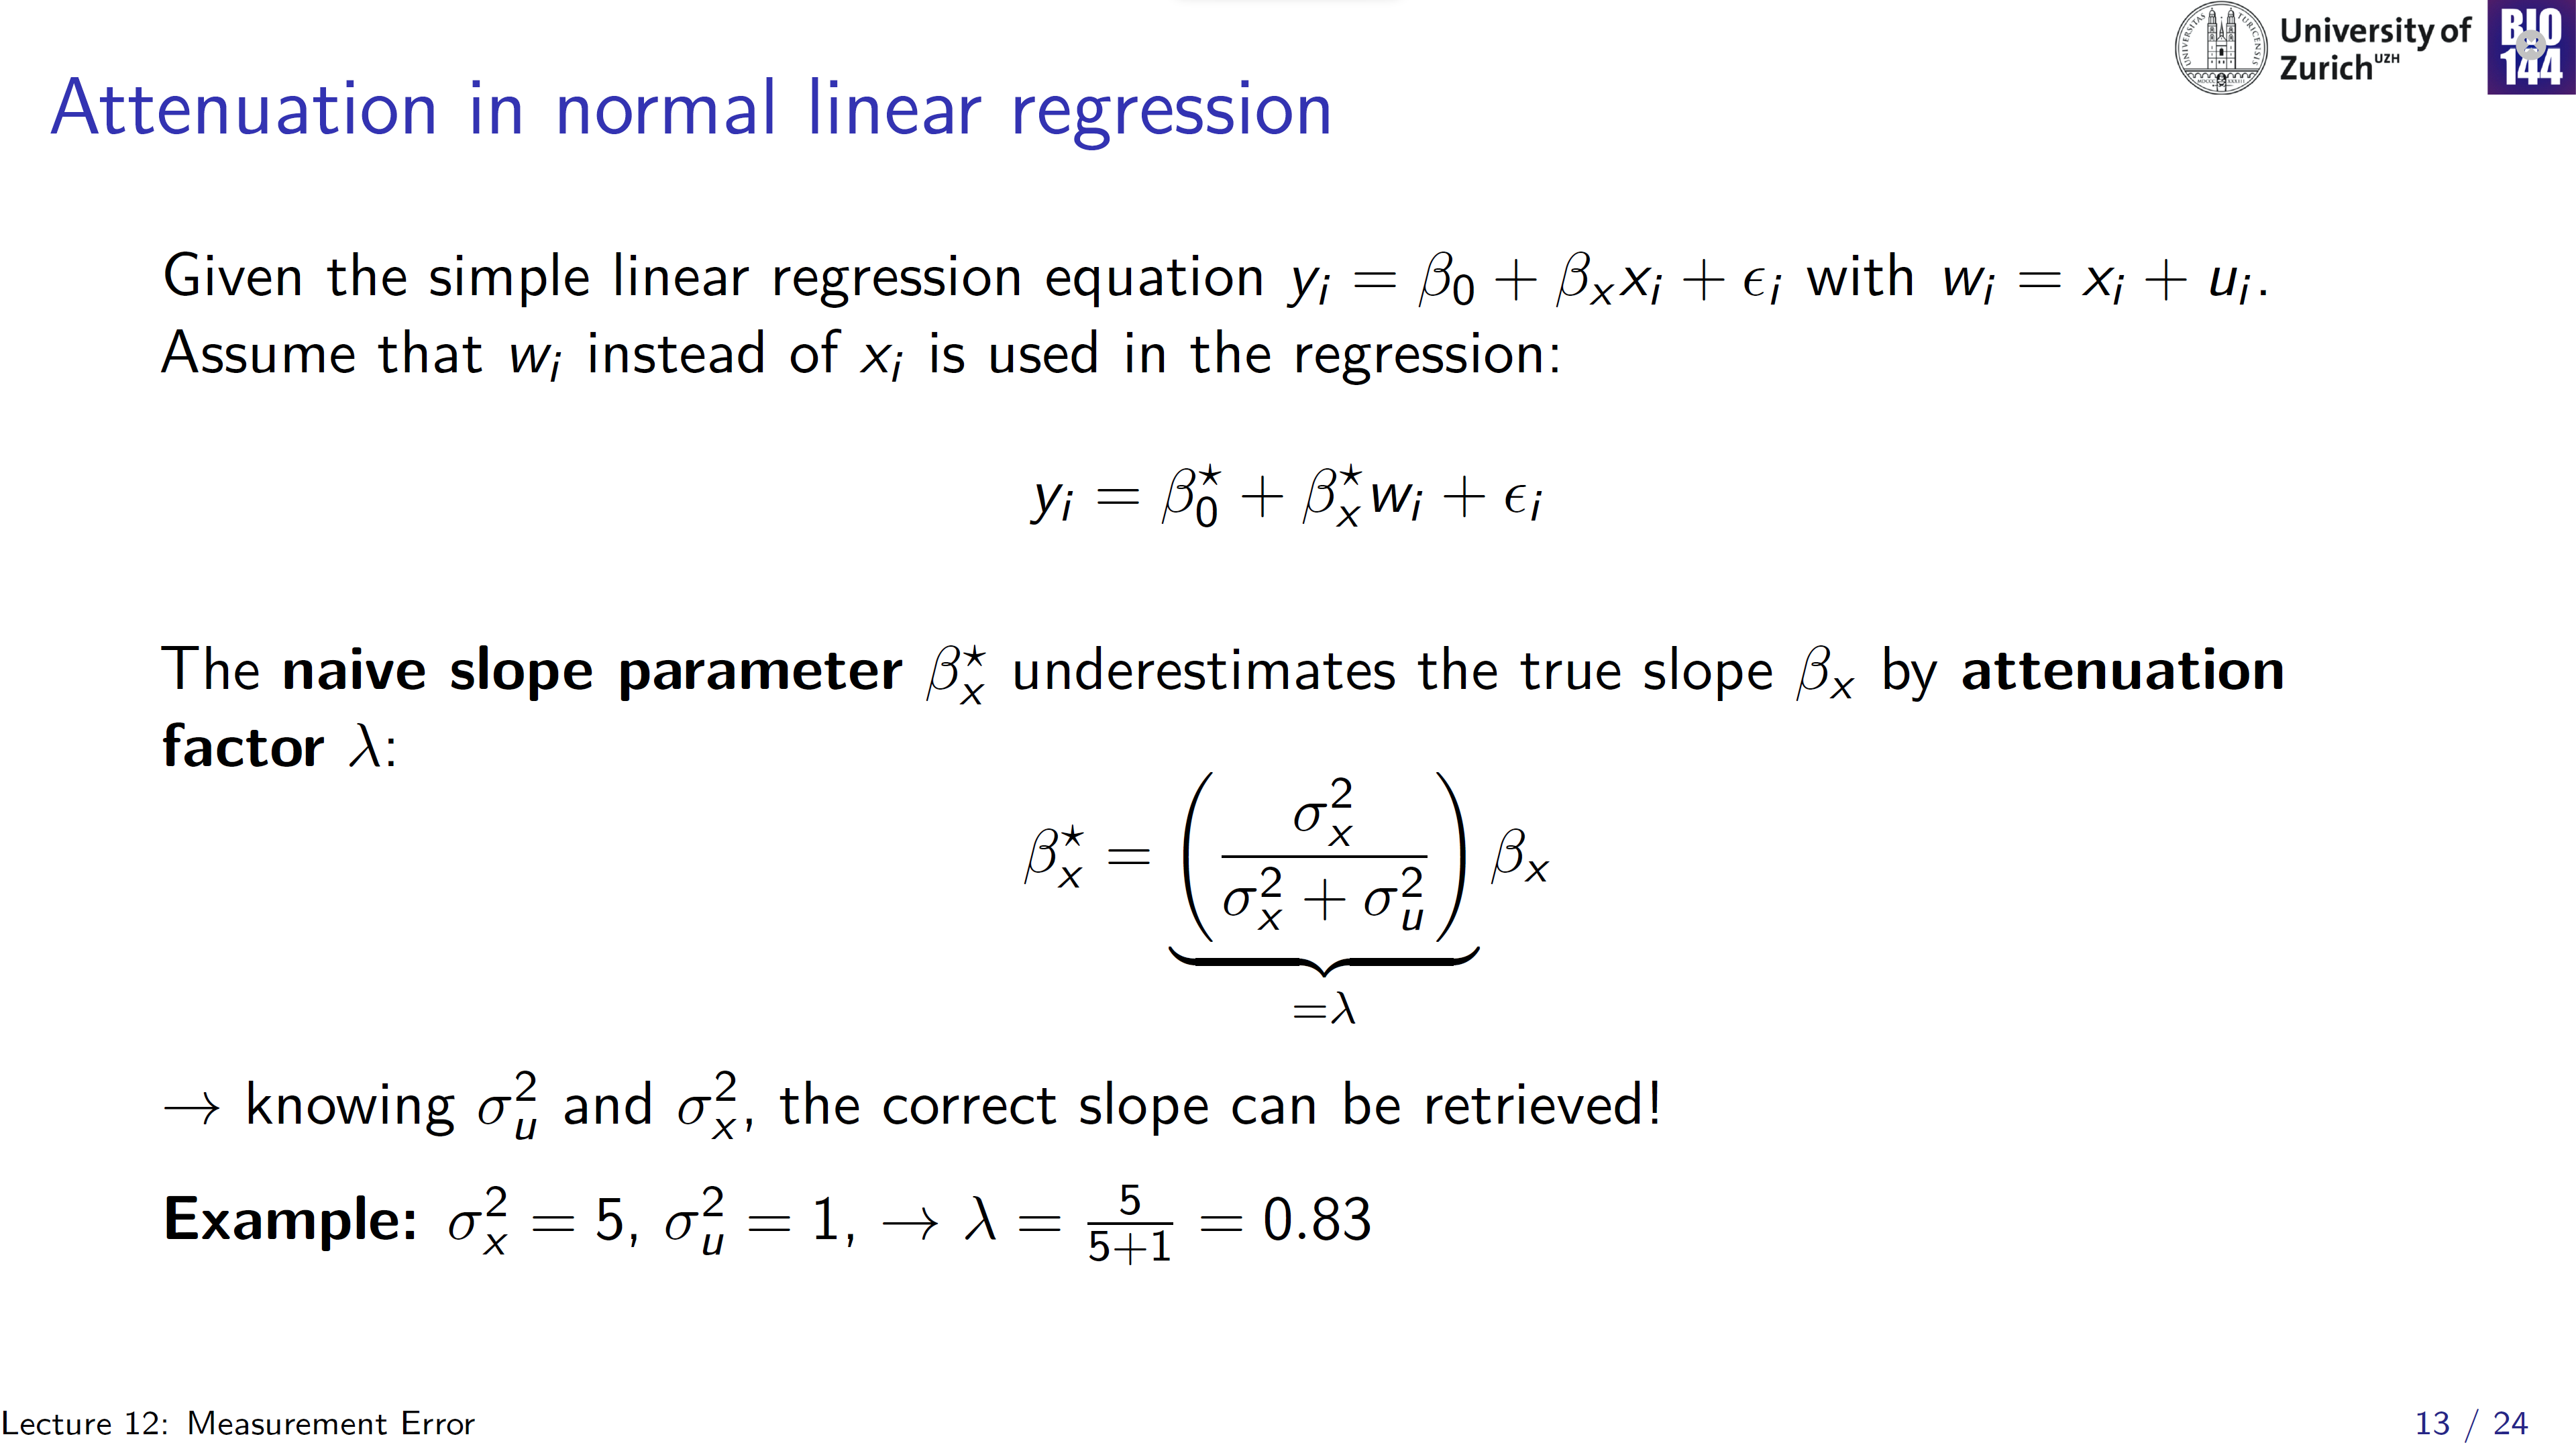 University of
Zurich^UZH
BIO
144
Attenuation in normal linear regression
Given the simple linear regression equation y_i = β_0 + β_x x_i + ϵ_i with w_i = x_i + u_i.
Assume that w_i instead of x_i is used in the regression:
y_i = β_0^⋆ + β_x^⋆ w_i + ϵ_i
The naive slope parameter β_x^⋆ underestimates the true slope β_x by attenuation
factor λ:
β_x^⋆ = (σ_x^2 / (σ_x^2 + σ_u^2)) β_x
=λ
→ knowing σ_u^2 and σ_x^2, the correct slope can be retrieved!
Example: σ_x^2 = 5, σ_u^2 = 1, → λ = 5/(5+1) = 0.83
Lecture 12: Measurement Error
13 / 24